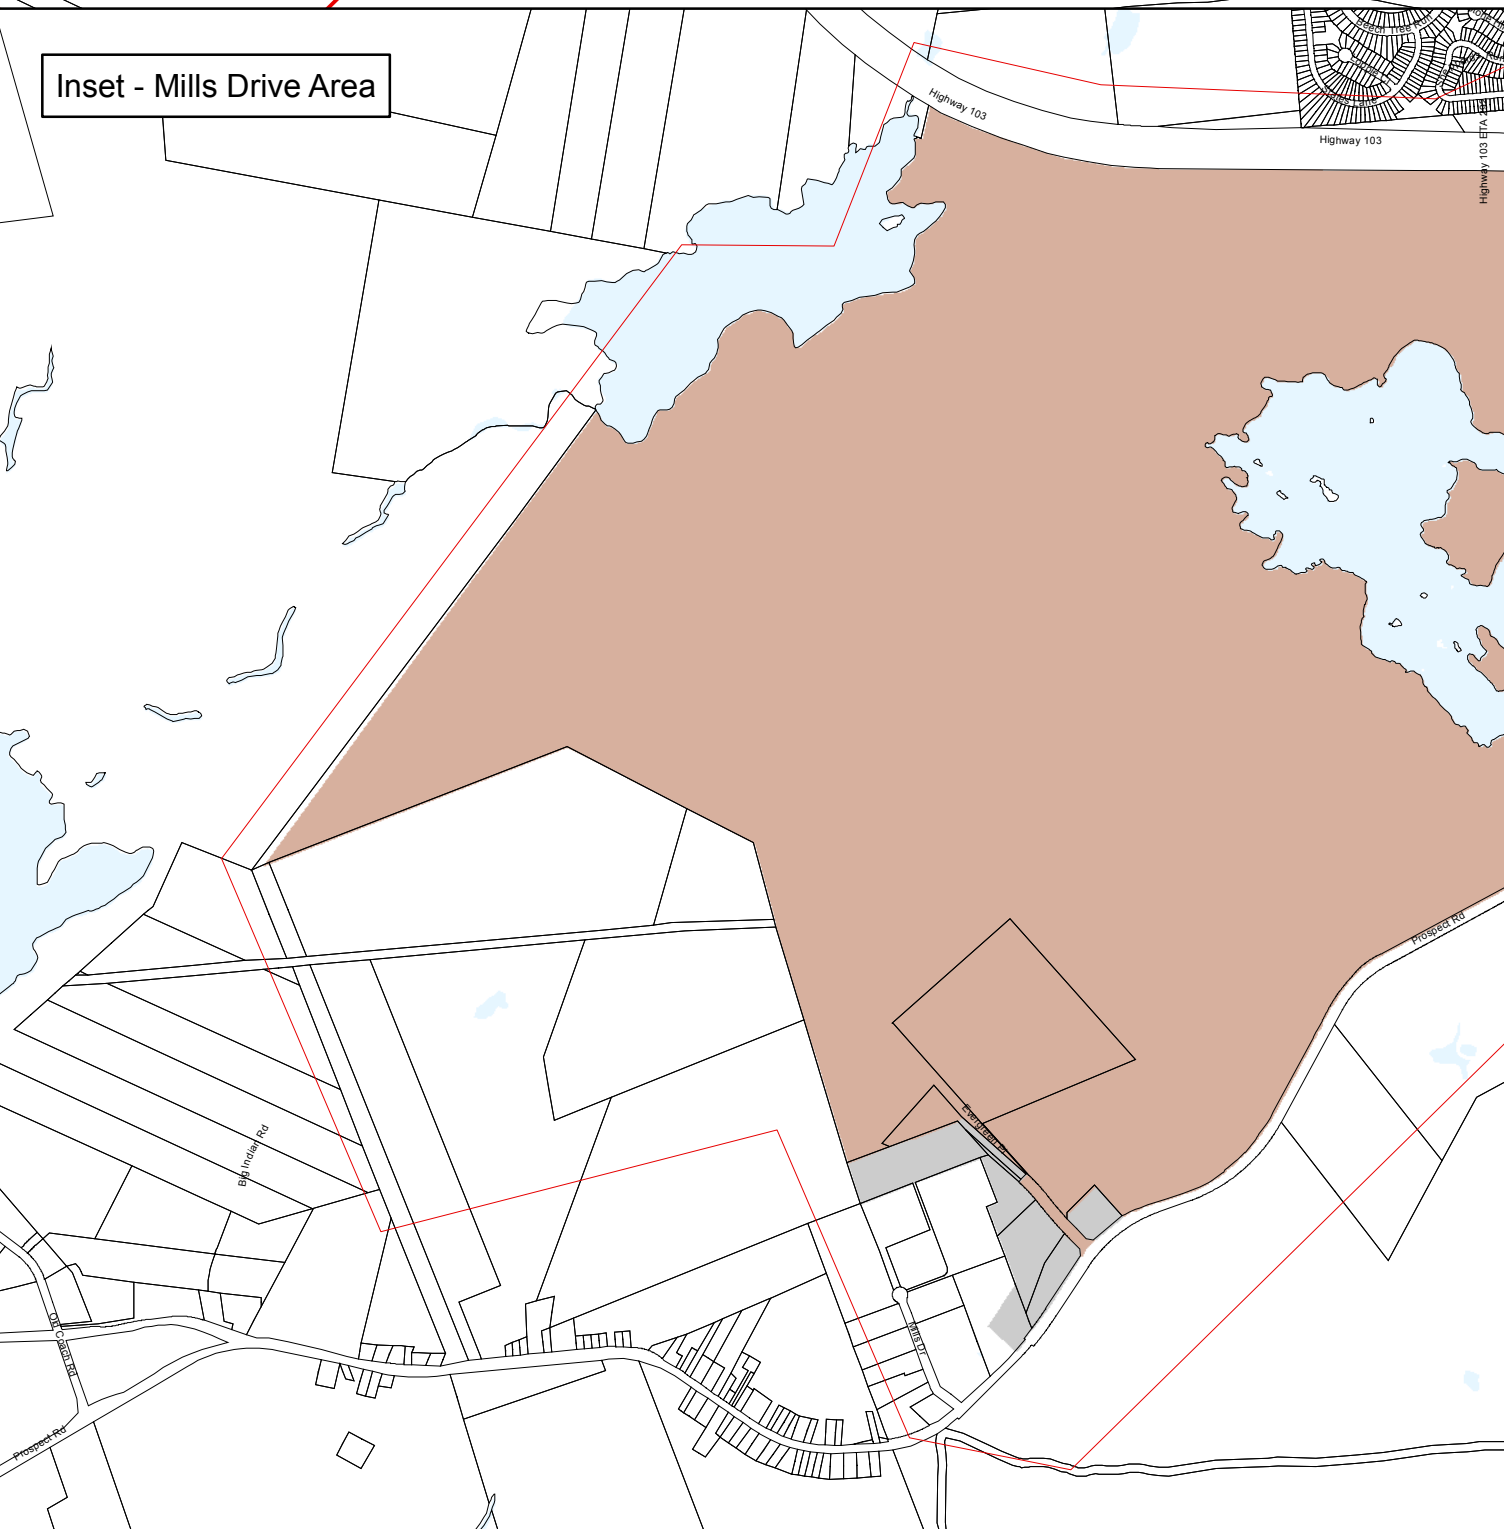 Inset - Mills Drive Area
Beech Tree Run
Highway 103
Highway 103
Highway 103 E
Prospect Rd
Evergreen Dr
Big Indian Rd
Old Coach Rd
Mills Dr
Prospect Rd